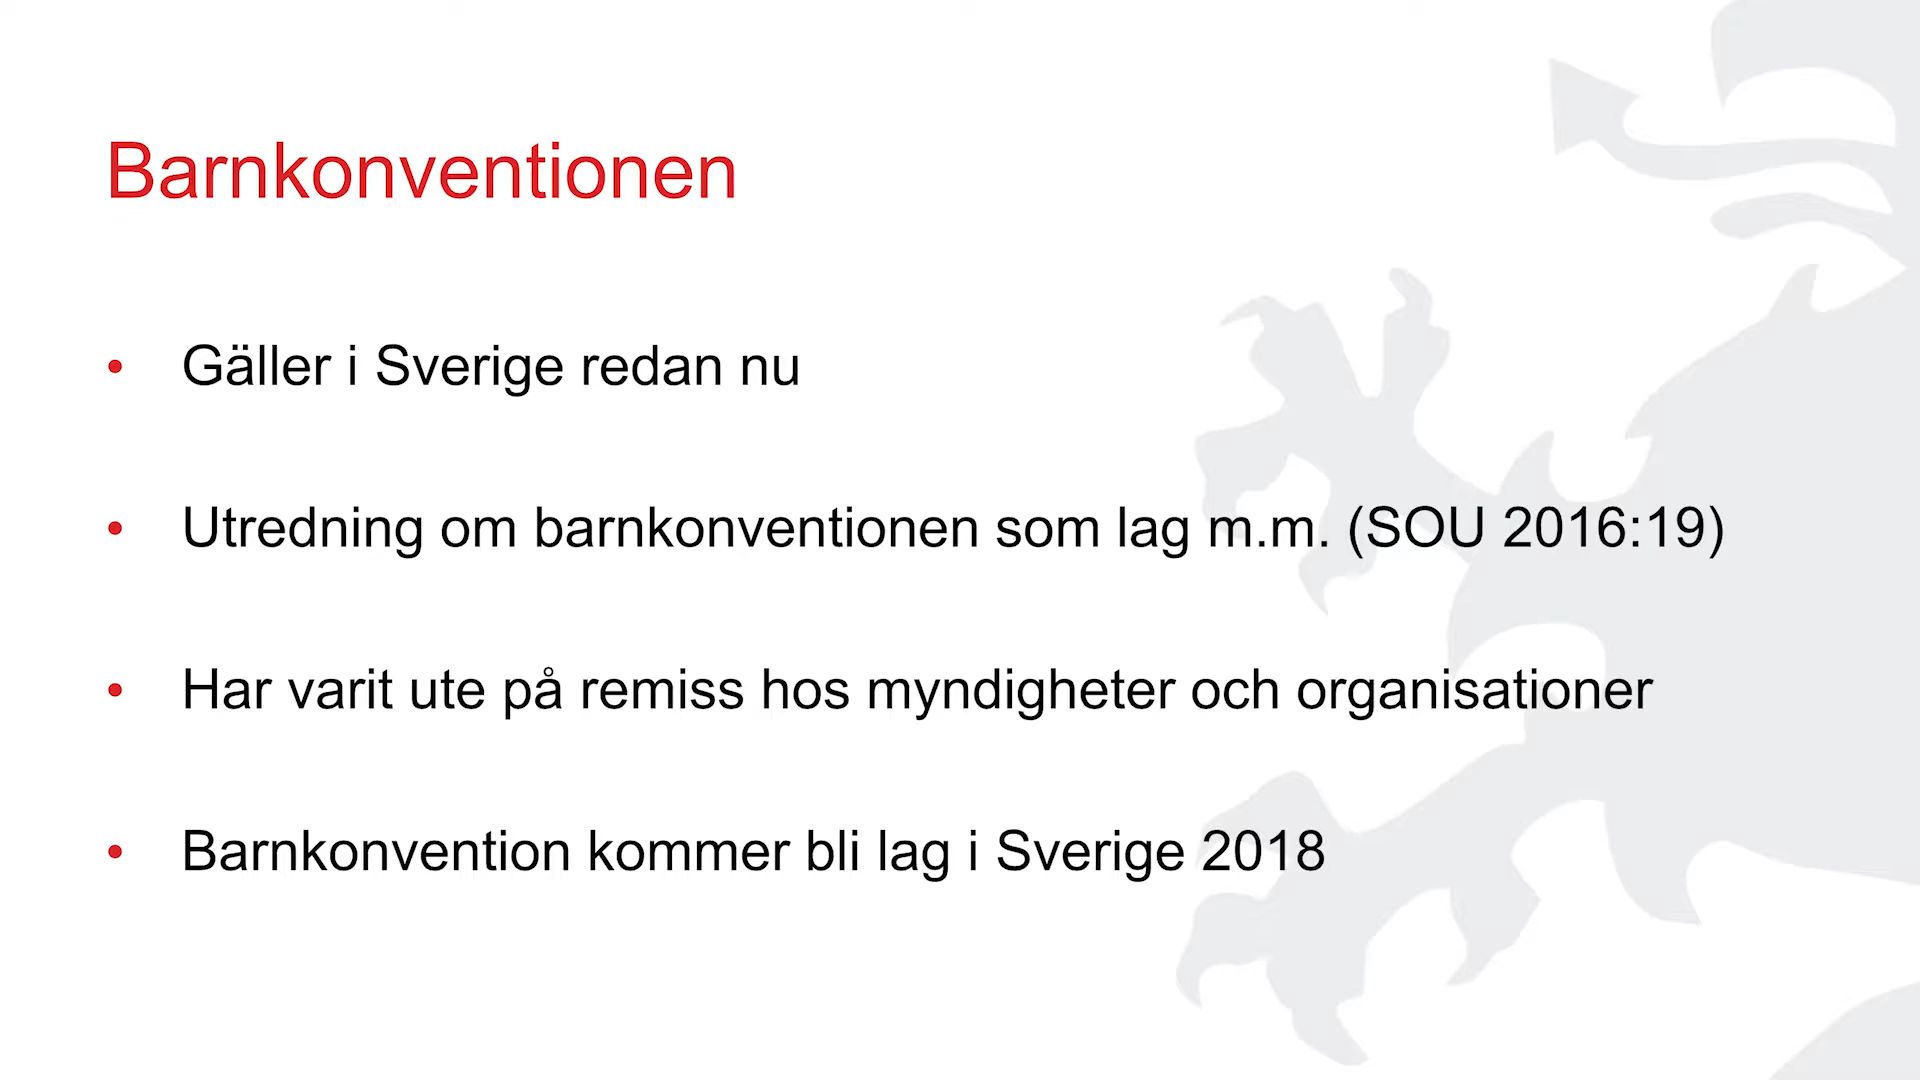 Barnkonventionen
• Gäller i Sverige redan nu
• Utredning om barnkonventionen som lag m.m. (SOU 2016:19)
• Har varit ute på remiss hos myndigheter och organisationer
• Barnkonvention kommer bli lag i Sverige 2018